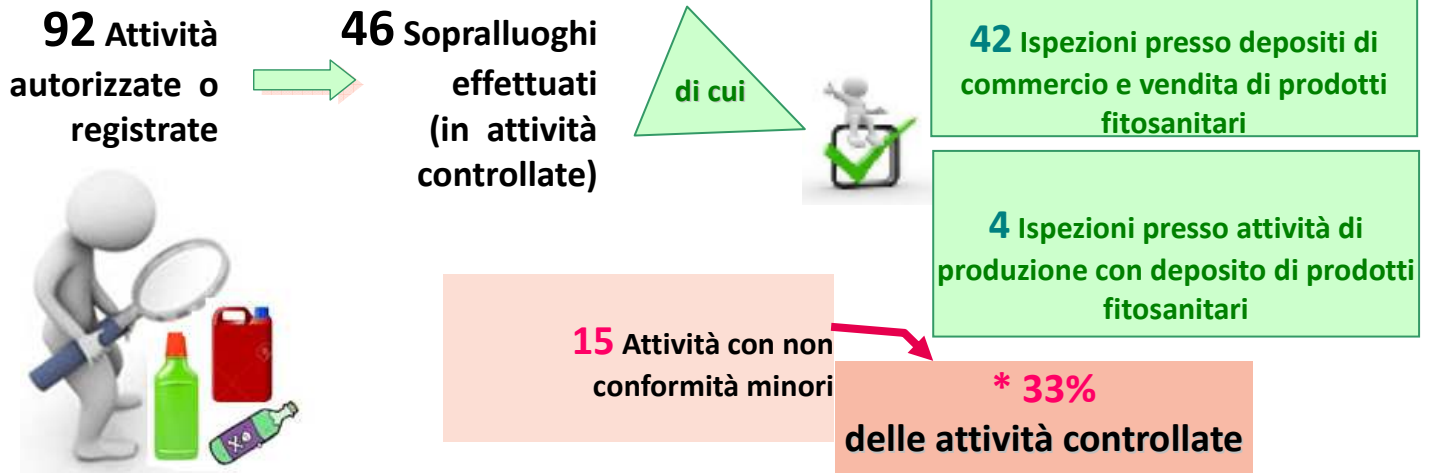 92 Attività
autorizzate o
registrate
46 Sopralluoghi
effettuati
(in attività
controllate)
di cui
42 Ispezioni presso depositi di
commercio e vendita di prodotti
fitosanitari
4 Ispezioni presso attività di
produzione con deposito di prodotti
fitosanitari
15 Attività con non
conformità minori
* 33%
delle attività controllate